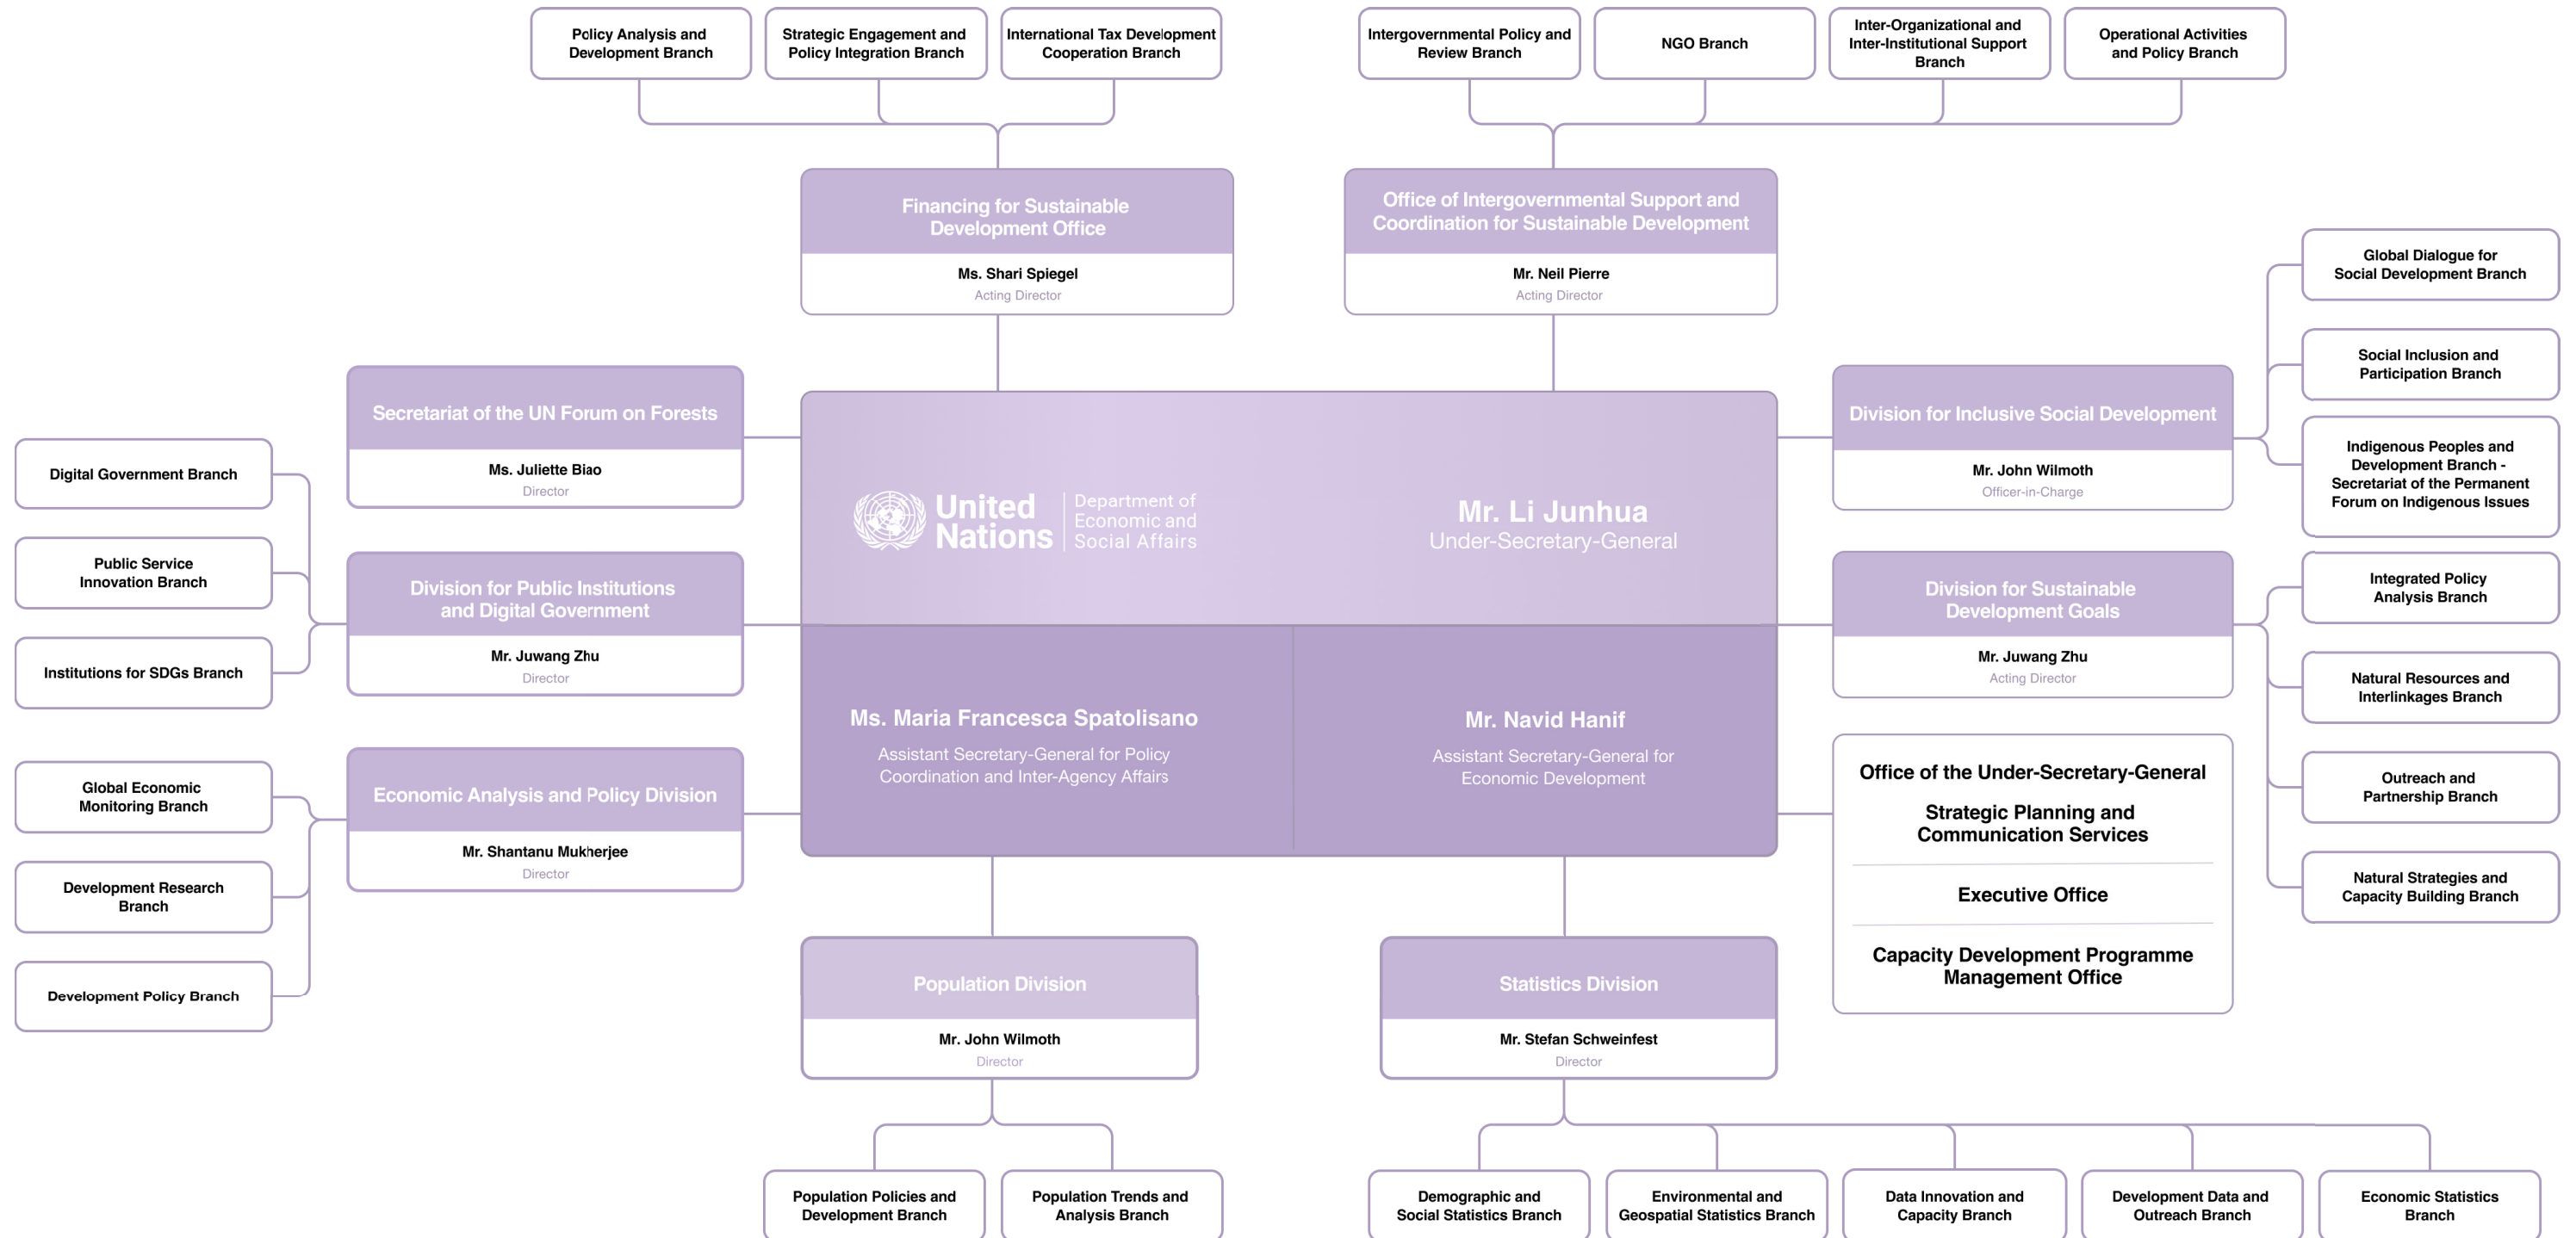 Policy Analysis and
Development Branch
Strategic Engagement and
Policy Integration Branch
International Tax Development
Cooperation Branch
Intergovernmental Policy and
Review Branch
NGO Branch
Inter-Organizational and
Inter-Institutional Support
Branch
Operational Activities
and Policy Branch
Financing for Sustainable
Development Office
Ms. Shari Spiegel
Acting Director
Office of Intergovernmental Support and
Coordination for Sustainable Development
Mr. Neil Pierre
Acting Director
Secretariat of the UN Forum on Forests
Ms. Juliette Biao
Director
Digital Government Branch
Public Service
Innovation Branch
Institutions for SDGs Branch
Division for Public Institutions
and Digital Government
Mr. Juwang Zhu
Director
Global Economic
Monitoring Branch
Development Research
Branch
Development Policy Branch
Economic Analysis and Policy Division
Mr. Shantanu Mukherjee
Director
United
Nations
Department of
Economic and
Social Affairs
Mr. Li Junhua
Under-Secretary-General
Ms. Maria Francesca Spatolisano
Assistant Secretary-General for Policy
Coordination and Inter-Agency Affairs
Mr. Navid Hanif
Assistant Secretary-General for
Economic Development
Division for Inclusive Social Development
Mr. John Wilmoth
Officer-in-Charge
Global Dialogue for
Social Development Branch
Social Inclusion and
Participation Branch
Indigenous Peoples and
Development Branch -
Secretariat of the Permanent
Forum on Indigenous Issues
Division for Sustainable
Development Goals
Mr. Juwang Zhu
Acting Director
Integrated Policy
Analysis Branch
Natural Resources and
Interlinkages Branch
Outreach and
Partnership Branch
Natural Strategies and
Capacity Building Branch
Office of the Under-Secretary-General
Strategic Planning and
Communication Services
Executive Office
Capacity Development Programme
Management Office
Population Division
Mr. John Wilmoth
Director
Statistics Division
Mr. Stefan Schweinfest
Director
Population Policies and
Development Branch
Population Trends and
Analysis Branch
Demographic and
Social Statistics Branch
Environmental and
Geospatial Statistics Branch
Data Innovation and
Capacity Branch
Development Data and
Outreach Branch
Economic Statistics
Branch